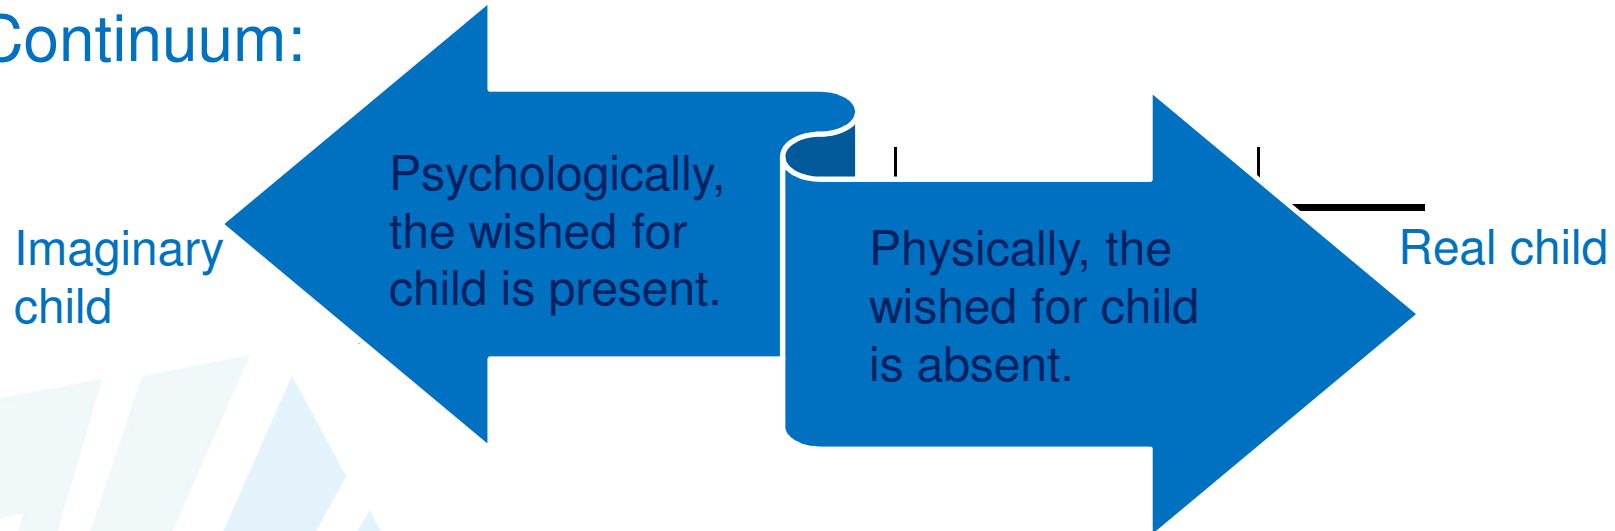 Continuum:
Psychologically,
the wished for
child is present.
Imaginary
child
Physically, the
wished for child
is absent.
Real child